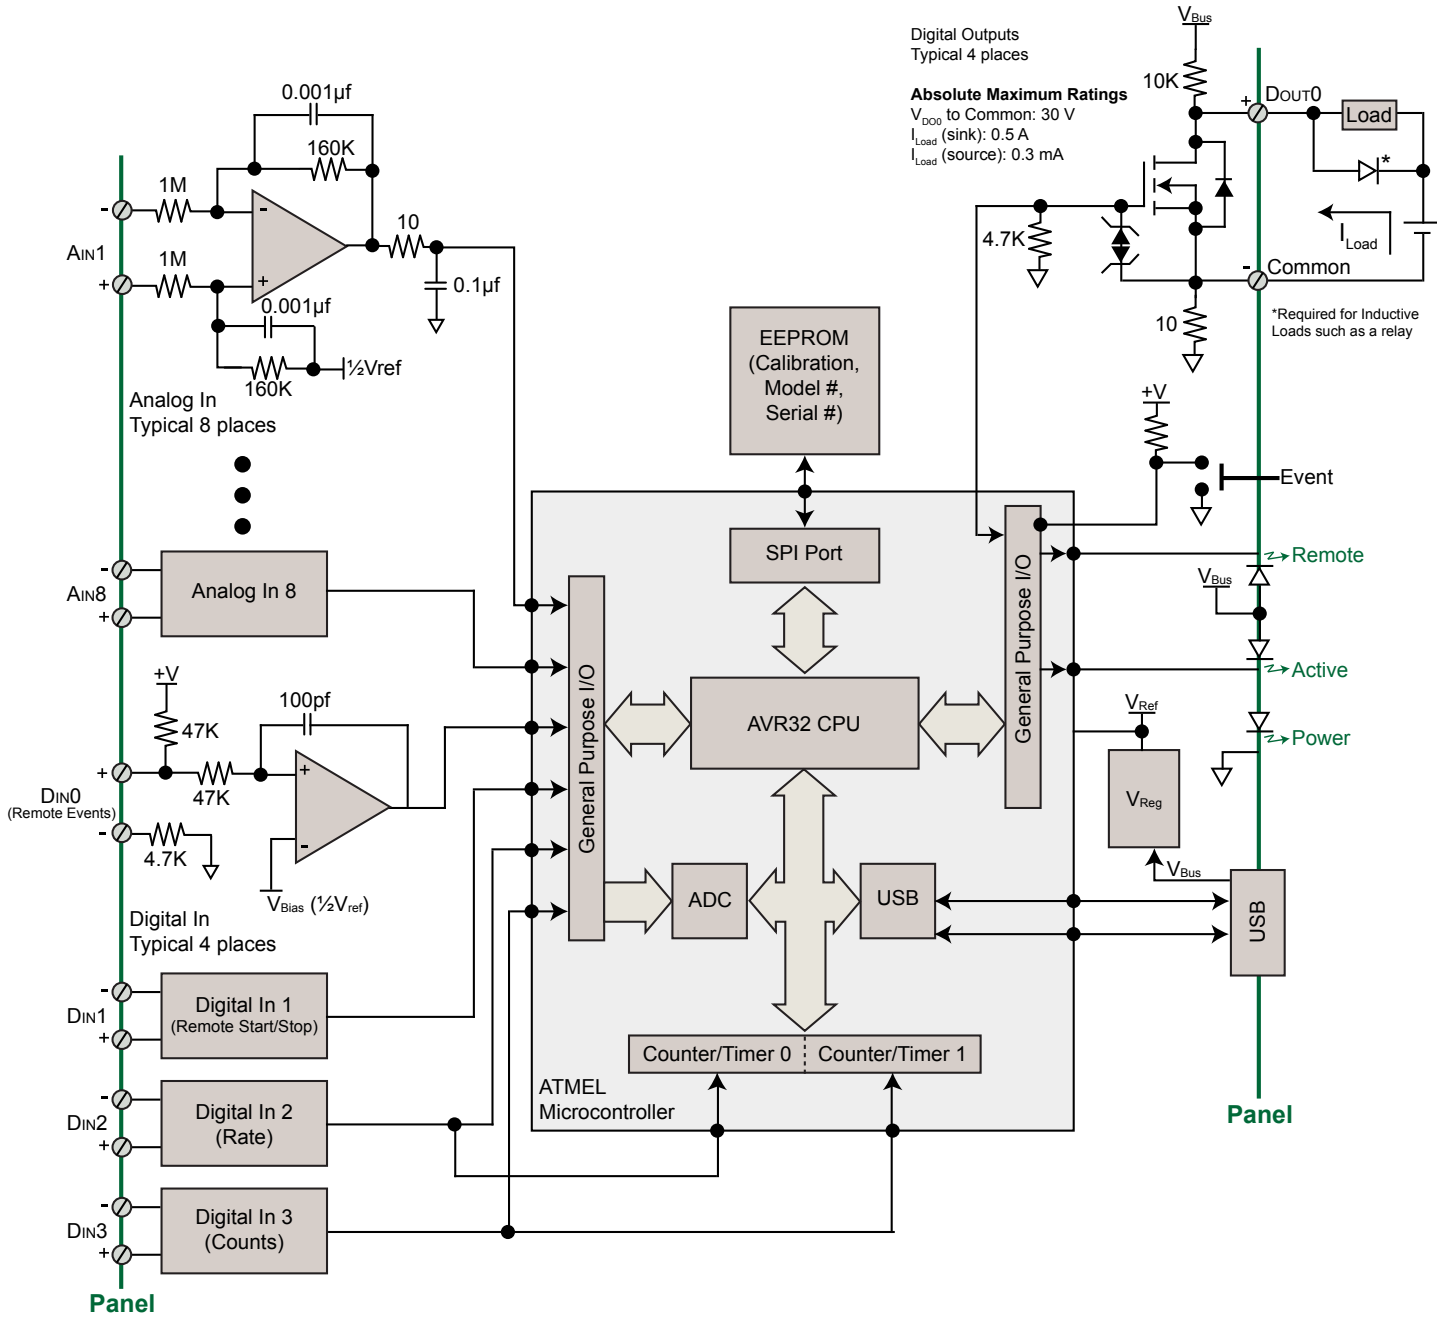 0.001µf
160K
1M
-
-
10
AIN1
1M
+
+
0.1µf
0.001µf
½Vref
160K
Analog In
Typical 8 places
-
AIN8
+
Analog In 8
+V
47K
100pf
+
47K
+
DIN0
(Remote Events)
-
4.7K
-
VBias (½Vref)
Digital In
Typical 4 places
-
DIN1
+
Digital In 1
(Remote Start/Stop)
-
DIN2
+
Digital In 2
(Rate)
-
DIN3
+
Digital In 3
(Counts)
Panel
EEPROM
(Calibration,
Model #,
Serial #)
SPI Port
General Purpose I/O
AVR32 CPU
General Purpose I/O
ADC
USB
Counter/Timer 0
Counter/Timer 1
ATMEL
Microcontroller
Digital Outputs
Typical 4 places
Absolute Maximum Ratings
VDO0 to Common: 30 V
ILoad (sink): 0.5 A
ILoad (source): 0.3 mA
VBus
10K
+
DOUT0
Load
*
4.7K
ILoad
-
Common
10
*Required for Inductive
Loads such as a relay
+V
Event
Remote
VBus
Active
VRef
Power
VReg
VBus
USB
Panel